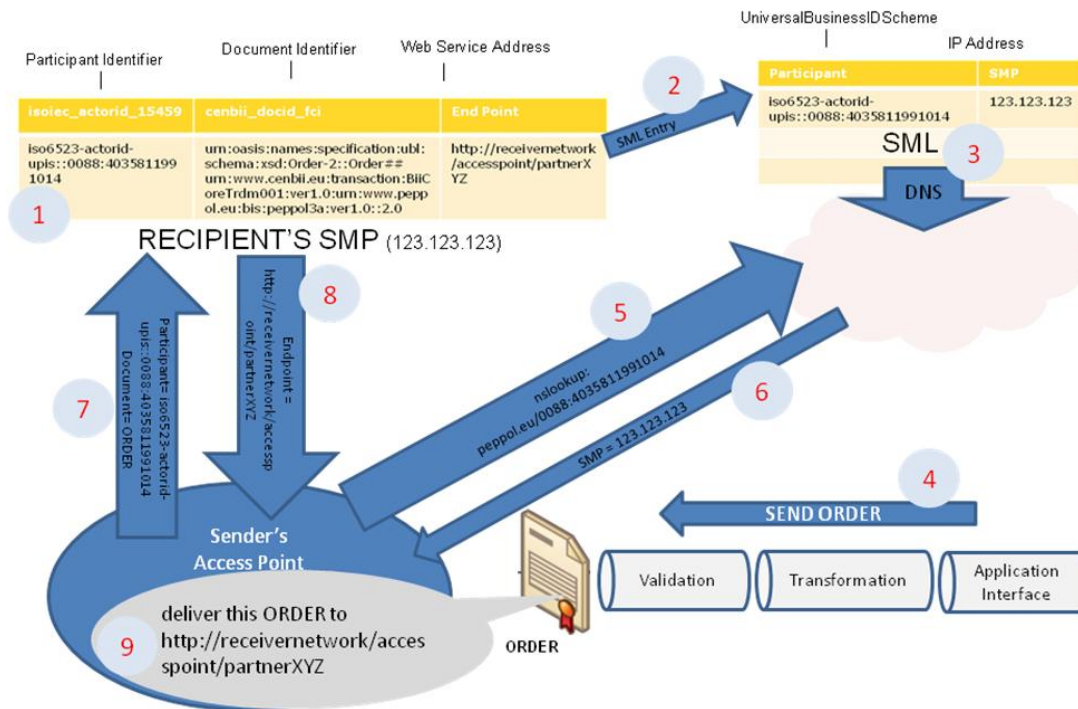 UniversalBusinessIDScheme
Document Identifier
Web Service Address
IP Address
Participant Identifier
isoiec_actorid_15459
cenbii_docid_fci
End Point
iso6523-actorid-
upis::0088:403581199
1014
urn:oasis:names:specification:ubl:
schema:xsd:Order-2::Order##
urn:www.cenbii.eu:transaction:BiiC
oreTrdm001:ver1.0:urn:www.pepp
ol.eu:bis:peppol3a:ver1.0::2.0
http://receivernetwork
/accesspoint/partnerX
YZ
1
RECIPIENT'S SMP (123.123.123)
2
SML Entry
Participant
SMP
iso6523-actorid-
upis::0088:4035811991014
123.123.123
SML
3
DNS
7
Participant= iso6523-actorid-
upis::0088:4035811991014
Document= ORDER
8
Endpoint =
http://receivernetwork/accessp
oint/partnerXYZ
5
nslookup:
peppol.eu/0088:4035811991014
6
SMP = 123.123.123
4
SEND ORDER
Validation
Transformation
Application
Interface
ORDER
Sender's
Access Point
9
deliver this ORDER to
http://receivernetwork/acces
spoint/partnerXYZ